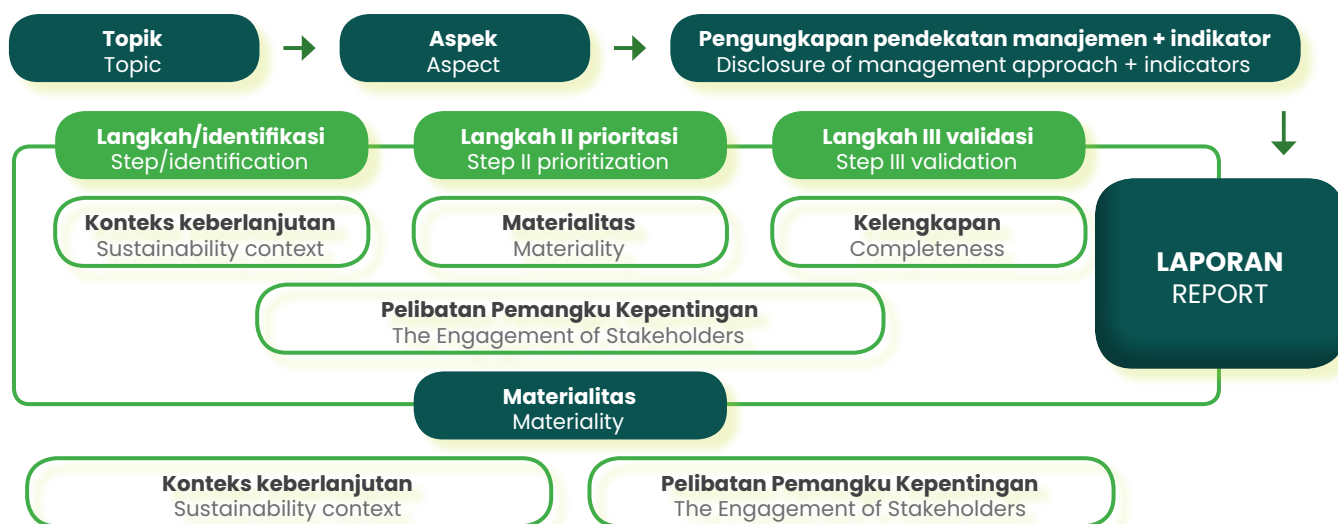 Topik
Topic
Aspek
Aspect
Pengungkapan pendekatan manajemen + indikator
Disclosure of management approach + indicators
Langkah/identifikasi
Step/identification
Langkah II prioritasi
Step II prioritization
Langkah III validasi
Step III validation
Konteks keberlanjutan
Sustainability context
Materialitas
Materiality
Kelengkapan
Completeness
LAPORAN
REPORT
Pelibatan Pemangku Kepentingan
The Engagement of Stakeholders
Materialitas
Materiality
Konteks keberlanjutan
Sustainability context
Pelibatan Pemangku Kepentingan
The Engagement of Stakeholders